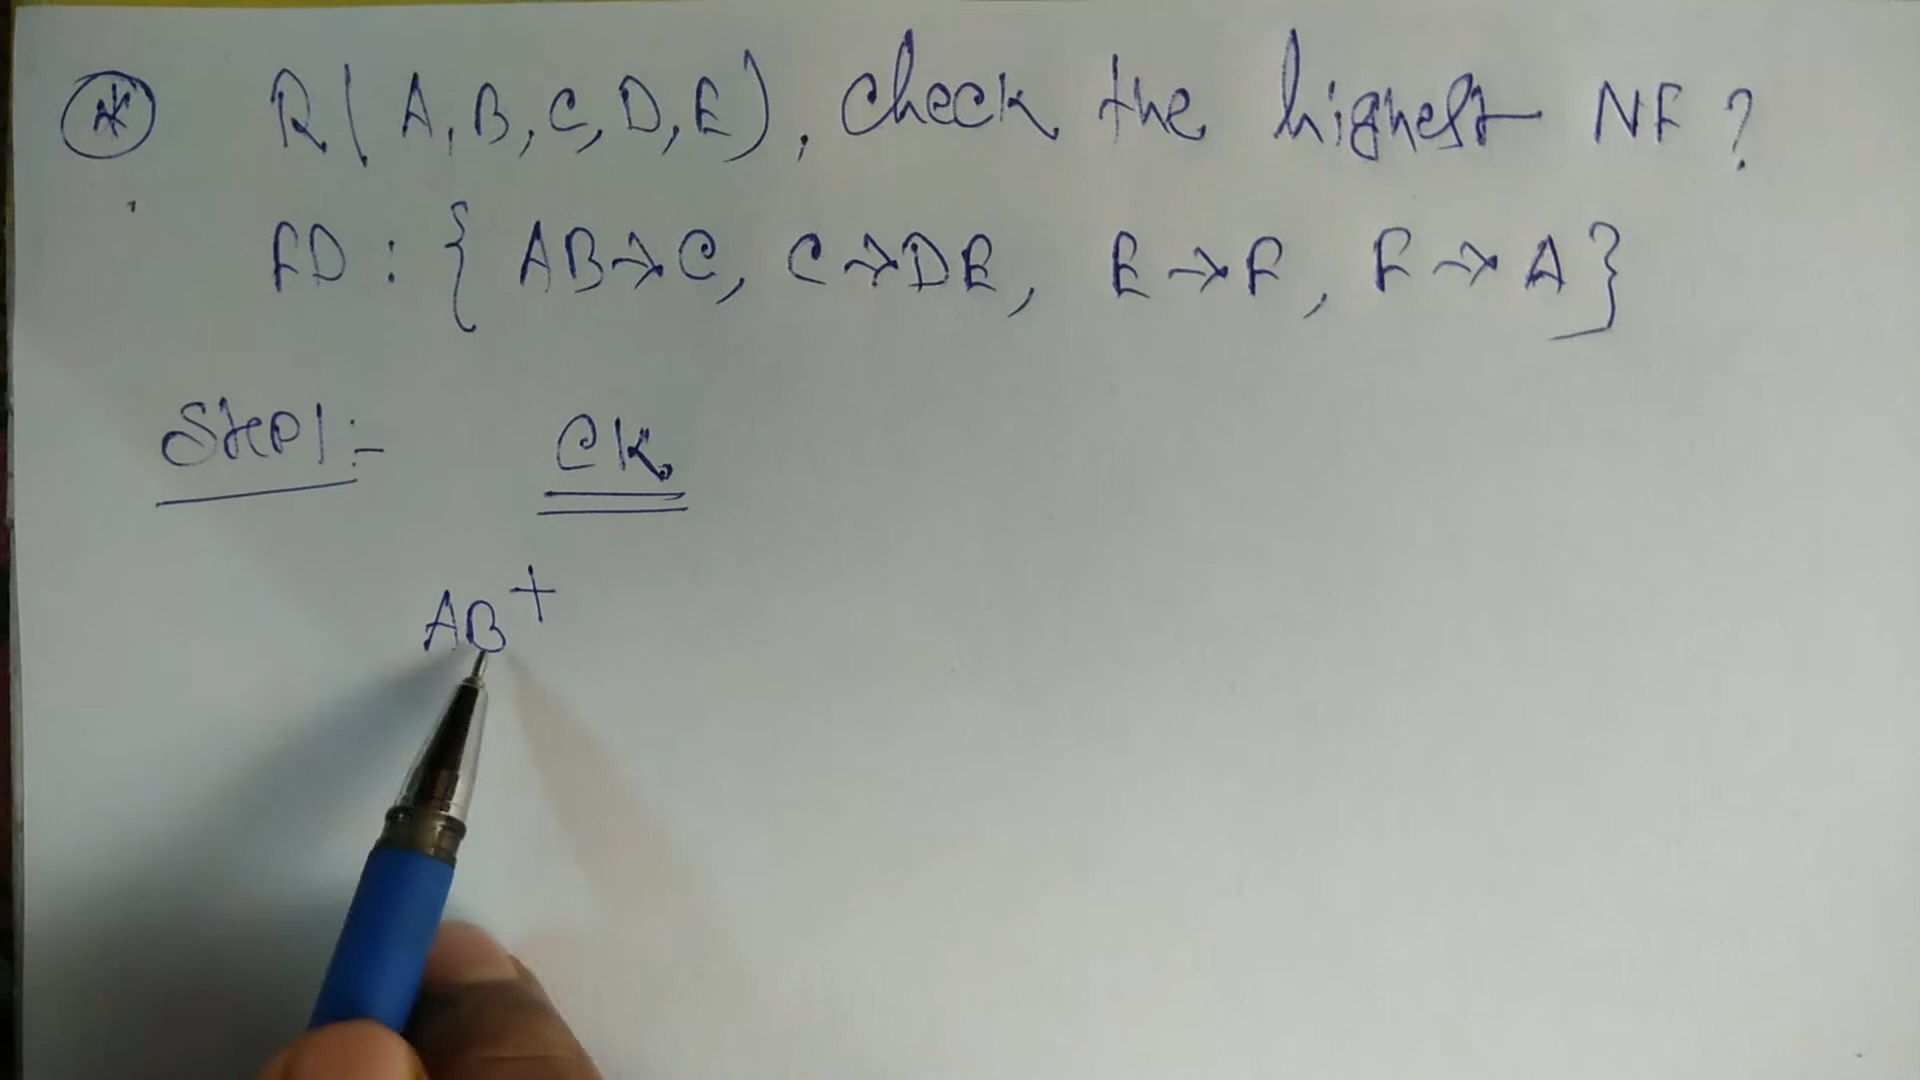 * R(A,B,C,D,E), Check the highest NF?
FD: { AB→C, C→DE, E→F, F→A}
Step1:- CK
AB+